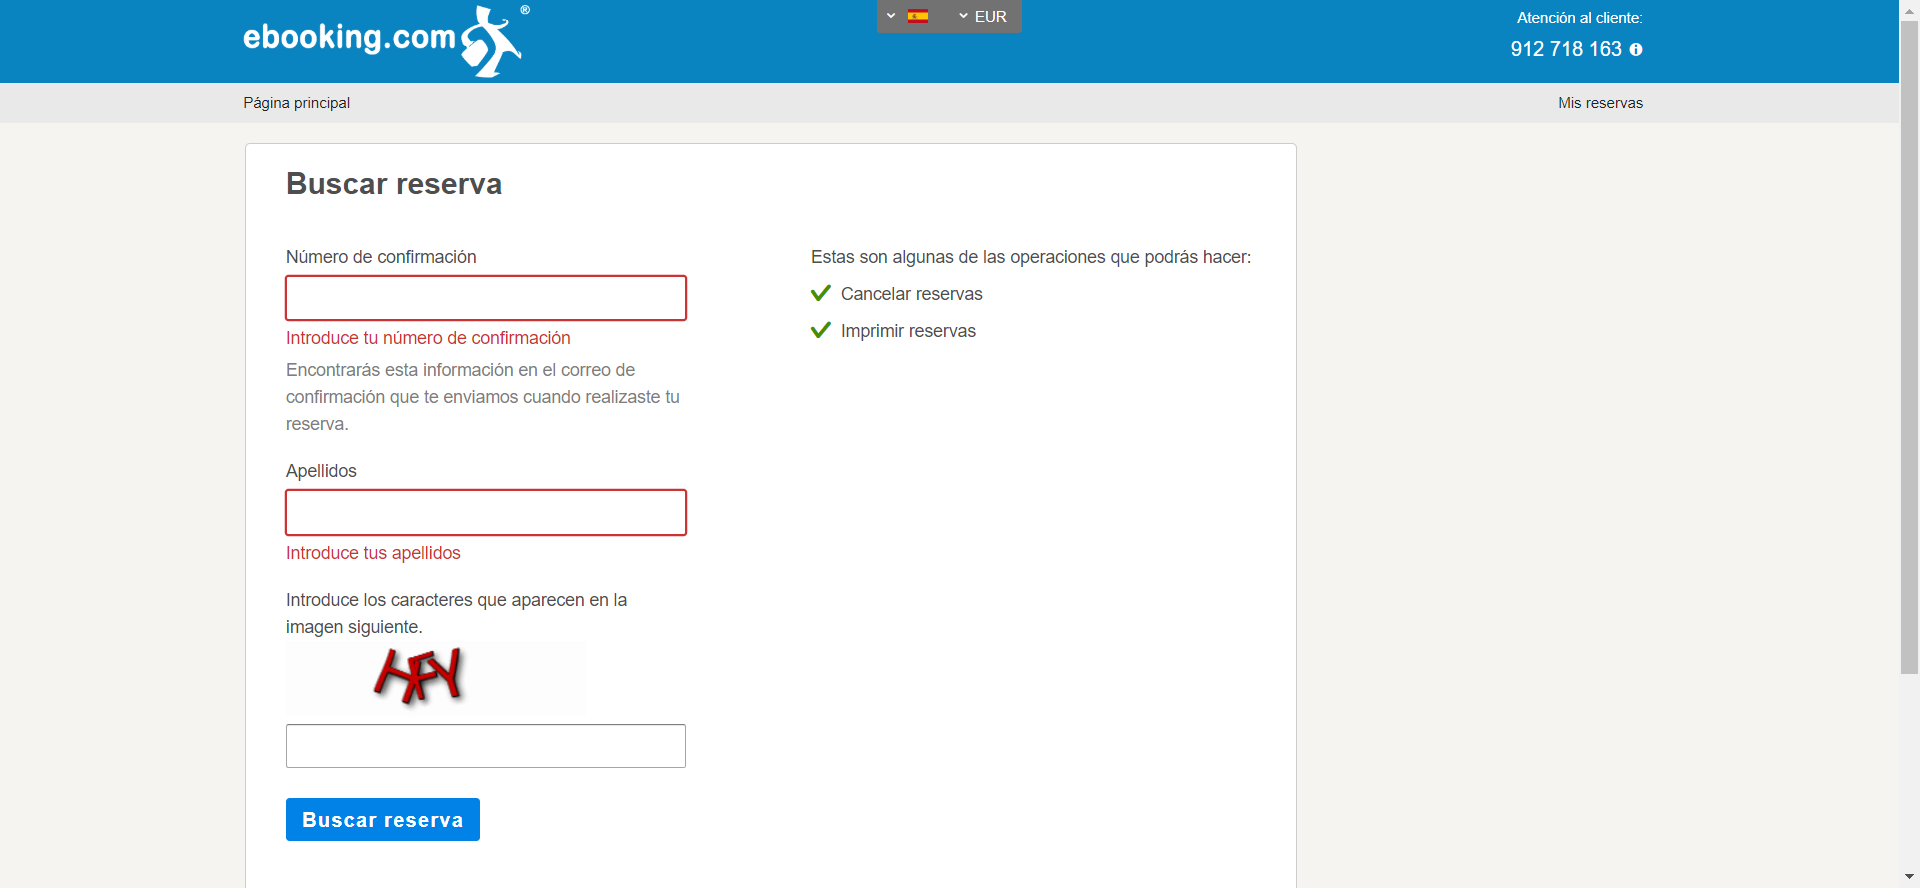 ebooking.com®
EUR
Atención al cliente:
912 718 163
Página principal
Mis reservas
Buscar reserva
Número de confirmación
Introduce tu número de confirmación
Encontrarás esta información en el correo de
confirmación que te enviamos cuando realizaste tu
reserva.
Apellidos
Introduce tus apellidos
Introduce los caracteres que aparecen en la
imagen siguiente.
Buscar reserva
Estas son algunas de las operaciones que podrás hacer:
Cancelar reservas
Imprimir reservas